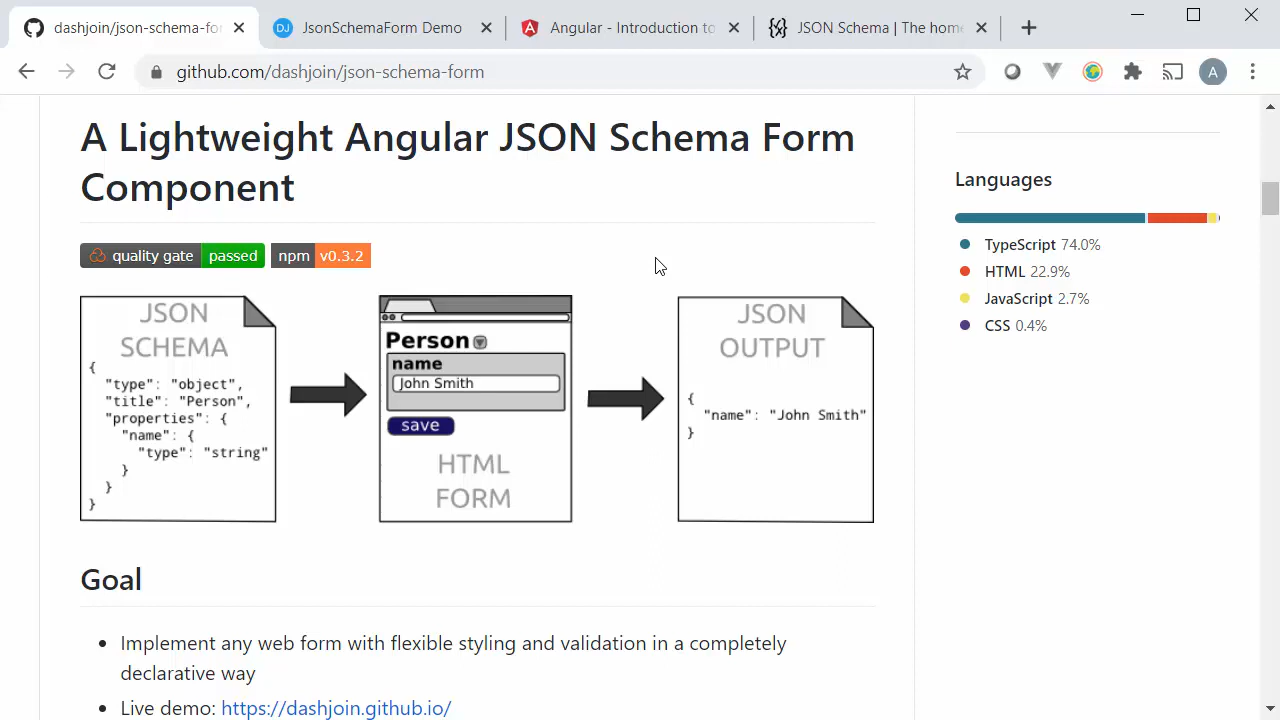 dashjoin/json-schema-for
JsonSchemaForm Demo
Angular - Introduction to
JSON Schema | The home
github.com/dashjoin/json-schema-form
A
A Lightweight Angular JSON Schema Form
Component
quality gate passed npm v0.3.2
JSON
SCHEMA
{
"type": "object",
"title": "Person",
"properties": {
"name": {
"type": "string"
}
}
}
Person
name
John Smith
save
HTML
FORM
JSON
OUTPUT
{
"name": "John Smith"
}
Goal
• Implement any web form with flexible styling and validation in a completely
declarative way
• Live demo: https://dashjoin.github.io/
Languages
TypeScript 74.0%
HTML 22.9%
JavaScript 2.7%
CSS 0.4%